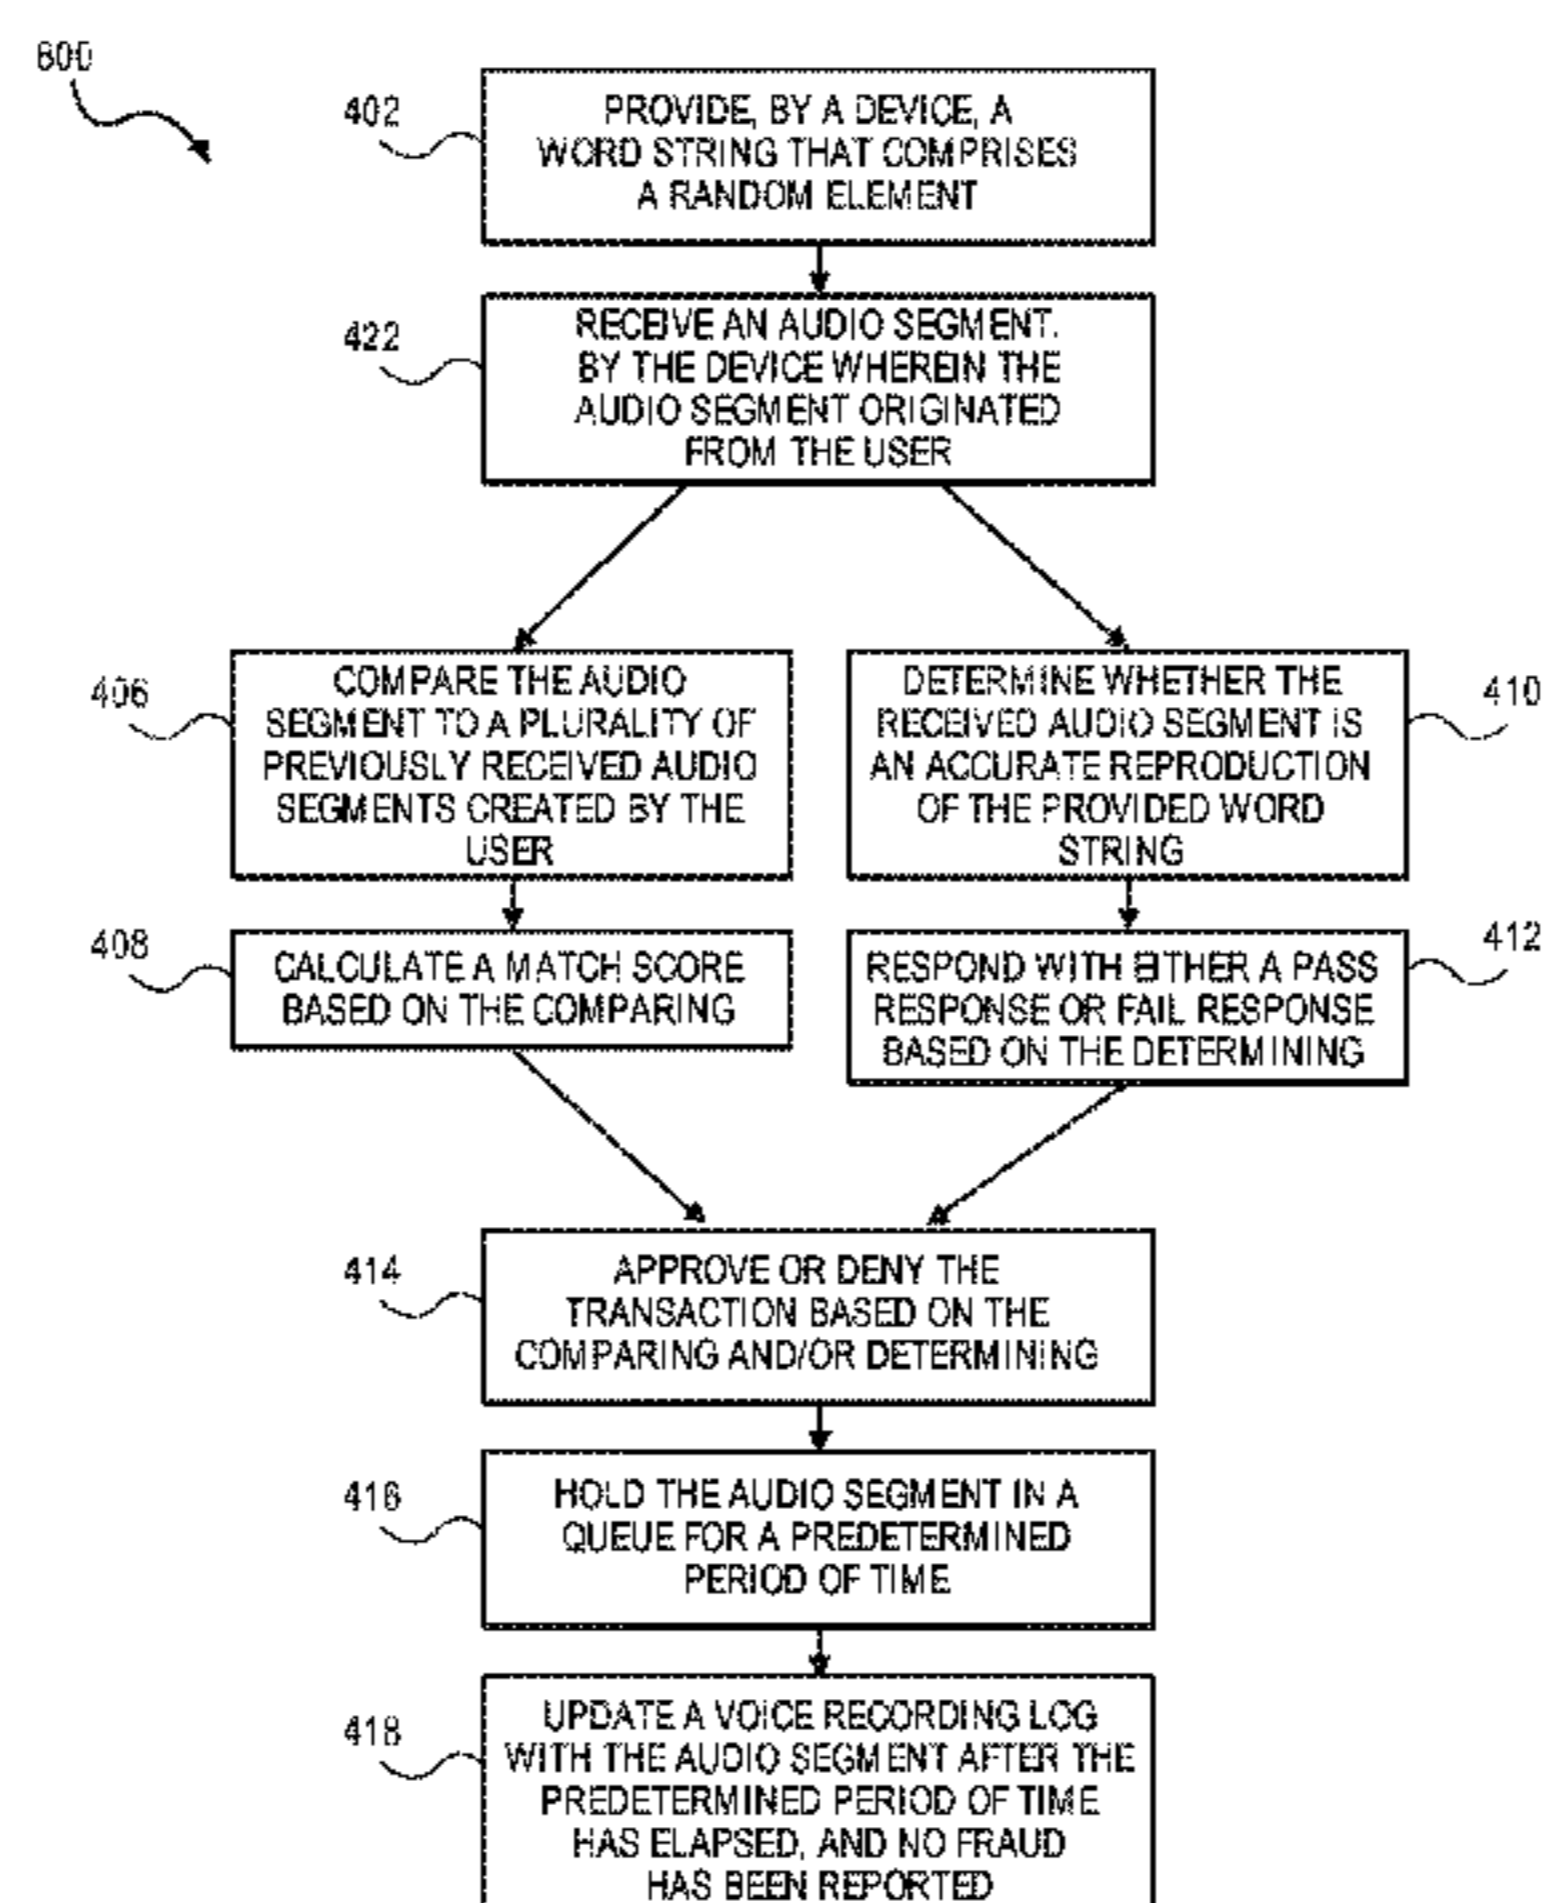 800
402
PROVIDE, BY A DEVICE, A
WORD STRING THAT COMPRISES
A RANDOM ELEMENT
422
RECEIVE AN AUDIO SEGMENT.
BY THE DEVICE WHEREIN THE
AUDIO SEGMENT ORIGINATED
FROM THE USER
406
COMPARE THE AUDIO
SEGMENT TO A PLURALITY OF
PREVIOUSLY RECEIVED AUDIO
SEGMENTS CREATED BY THE
USER
410
DETERMINE WHETHER THE
RECEIVED AUDIO SEGMENT IS
AN ACCURATE REPRODUCTION
OF THE PROVIDED WORD
STRING
408
CALCULATE A MATCH SCORE
BASED ON THE COMPARING
412
RESPOND WITH EITHER A PASS
RESPONSE OR FAIL RESPONSE
BASED ON THE DETERMINING
414
APPROVE OR DENY THE
TRANSACTION BASED ON THE
COMPARING AND/OR DETERMINING
416
HOLD THE AUDIO SEGMENT IN A
QUEUE FOR A PREDETERMINED
PERIOD OF TIME
418
UPDATE A VOICE RECORDING LOG
WITH THE AUDIO SEGMENT AFTER THE
PREDETERMINED PERIOD OF TIME
HAS ELAPSED, AND NO FRAUD
HAS BEEN REPORTED